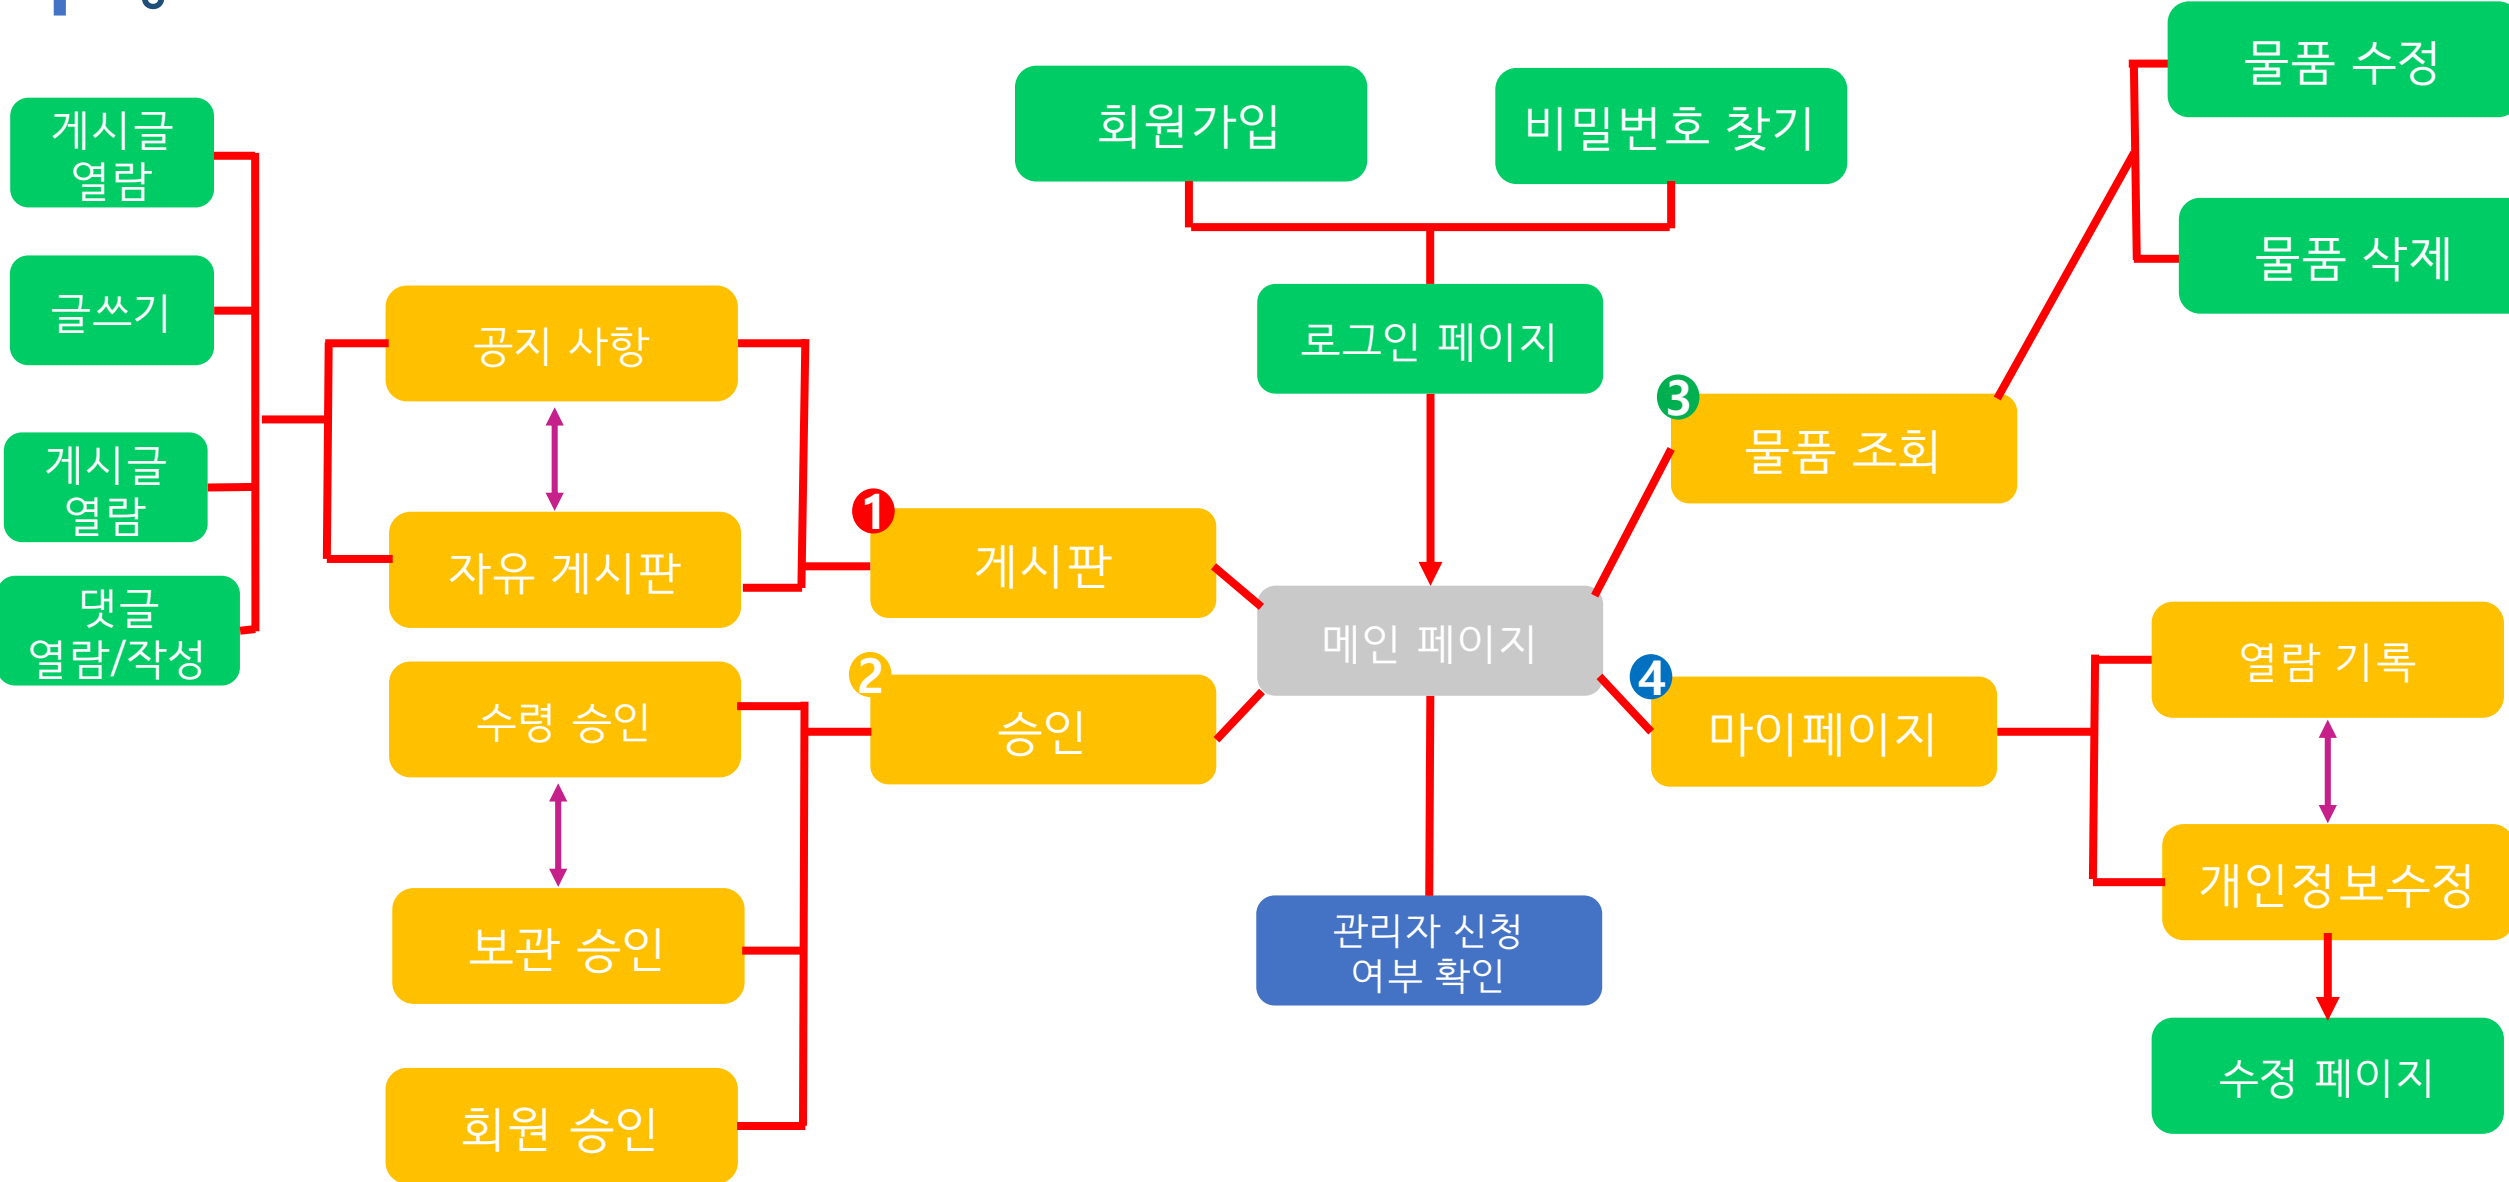 회원가입
비밀번호 찾기
물품 수정
물품 삭제
게시글
열람
글쓰기
게시글
열람
댓글
열람/작성
공지 사항
자유 게시판
로그인 페이지
3
물품 조회
1
게시판
메인 페이지
2
승인
4
마이페이지
수령 승인
보관 승인
회원 승인
관리자 신청
여부 확인
열람 기록
개인정보수정
수정 페이지